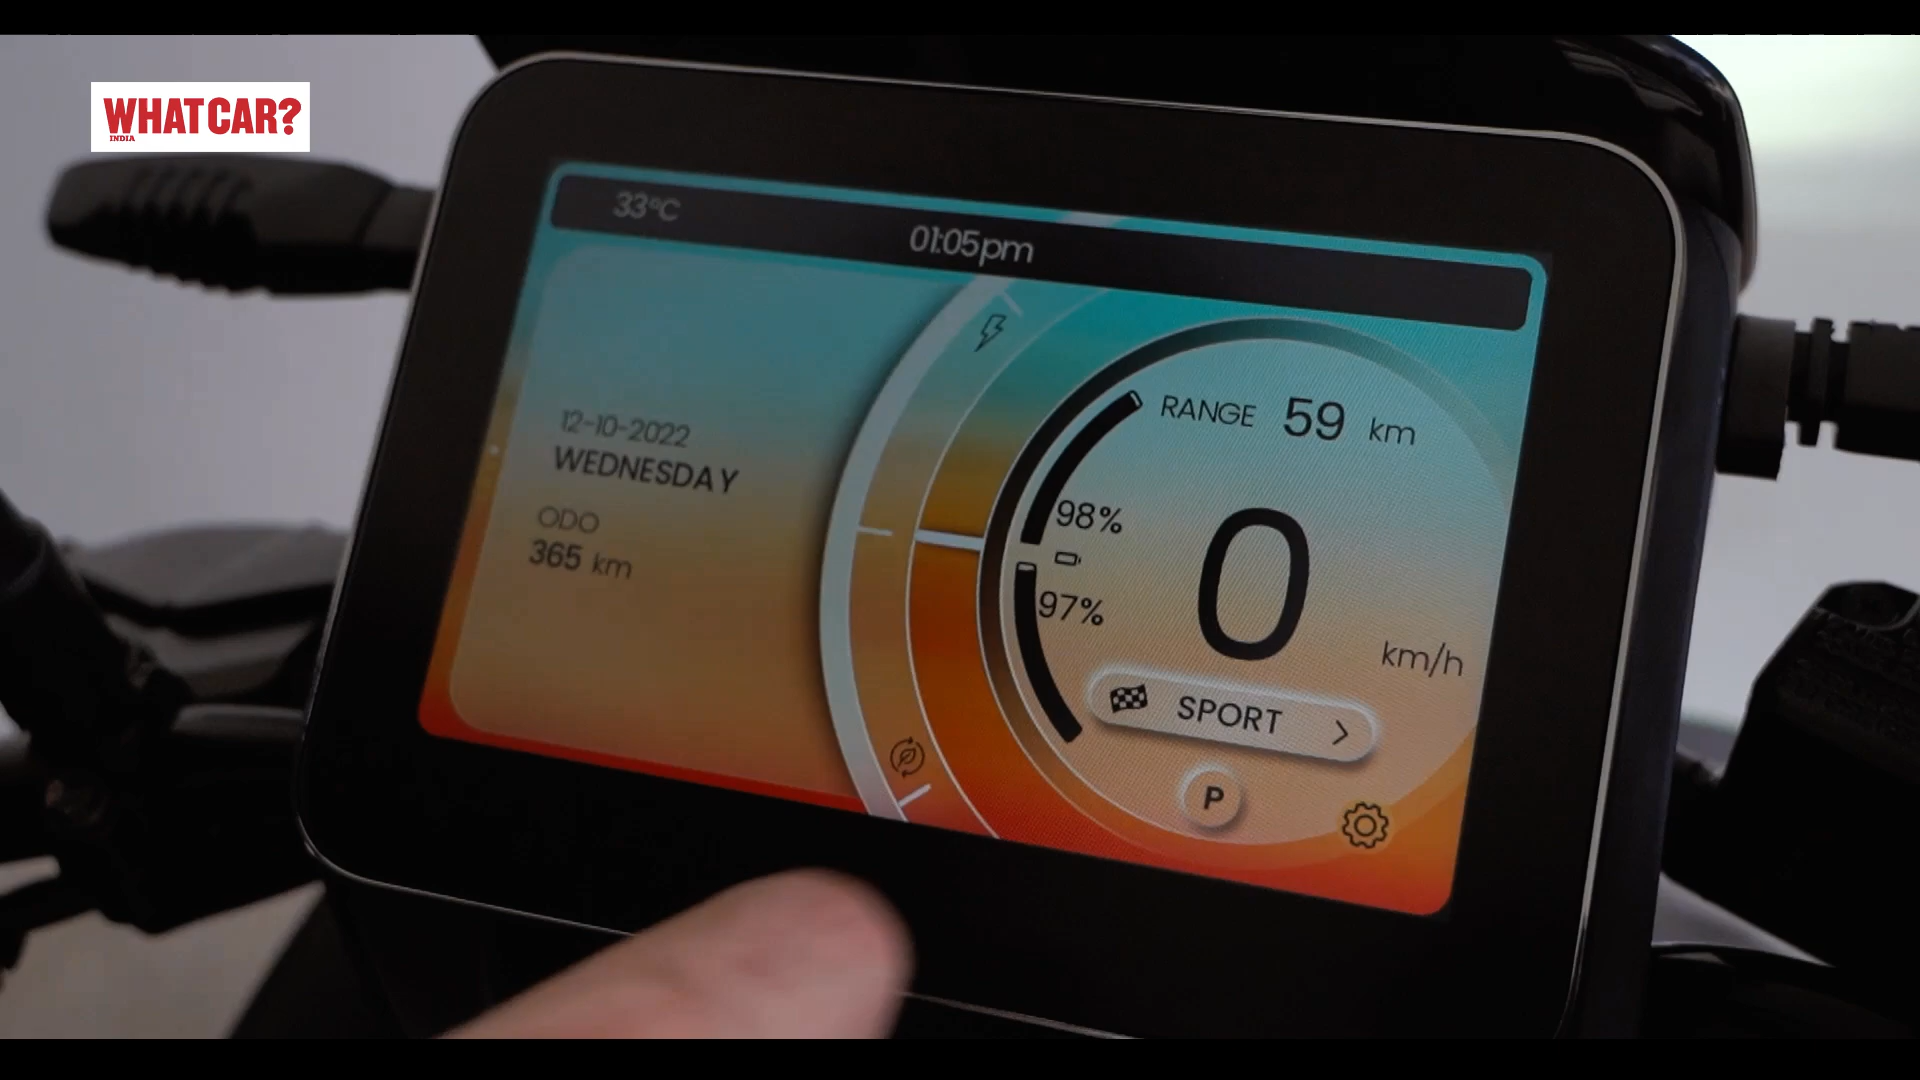 WHAT CAR?
INDIA
33°C
01:05pm
12-10-2022
WEDNESDAY
ODO
365 km
RANGE 59 km
98%
97%
0
km/h
SPORT
P